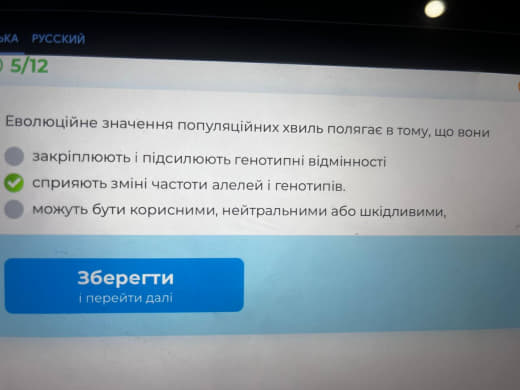 РУССКИЙ
5/12
Еволюційне значення популяційних хвиль полягає в тому, що вони
закріплюють і підсилюють генотипні відмінності
сприяють зміні частоти алелей і генотипів.
можуть бути корисними, нейтральними або шкідливими,
Зберегти
і перейти далі